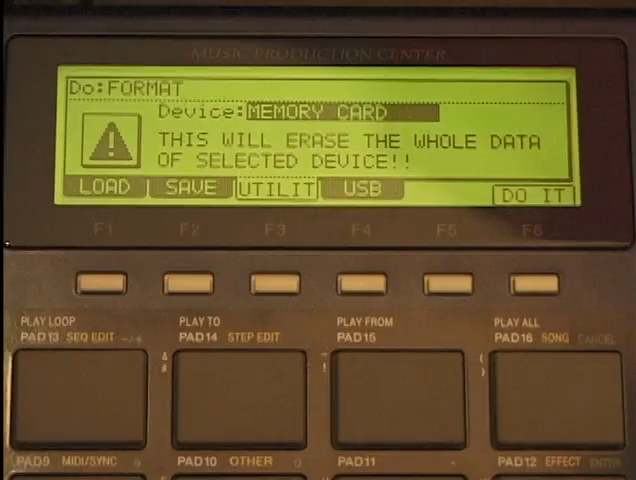 MUSIC PRODUCTION CENTER
Do:FORMAT
Device:MEMORY CARD
THIS WILL ERASE THE WHOLE DATA
OF SELECTED DEVICE!!
LOAD SAVE UTILIT USB DO IT
F1 F2 F3 F4 F5 F6
PLAY LOOP PLAY TO PLAY FROM PLAY ALL
PAD13 SEQ EDIT -/+ PAD14 STEP EDIT PAD15 PAD16 SONG CANCEL
& ! ( )
#
PAD9 MIDI/SYNC PAD10 OTHER PAD11 - PAD12 EFFECT ENTER